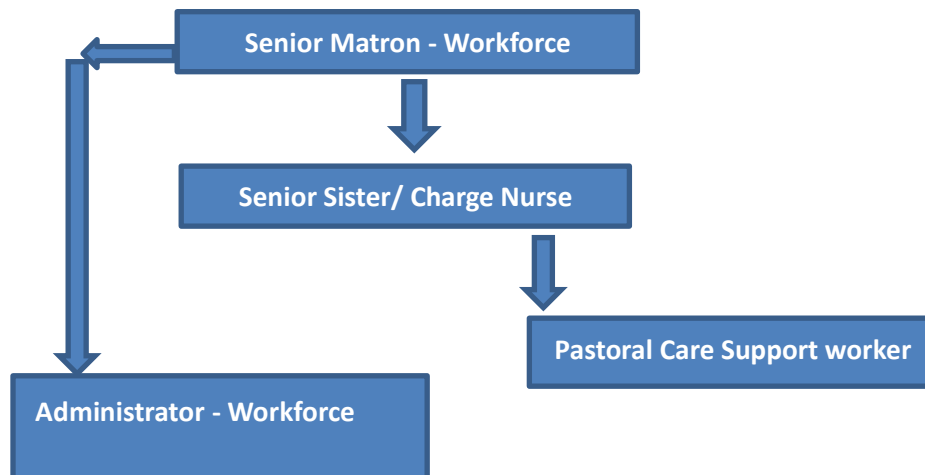 Senior Matron - Workforce
Senior Sister/ Charge Nurse
Pastoral Care Support worker
Administrator - Workforce